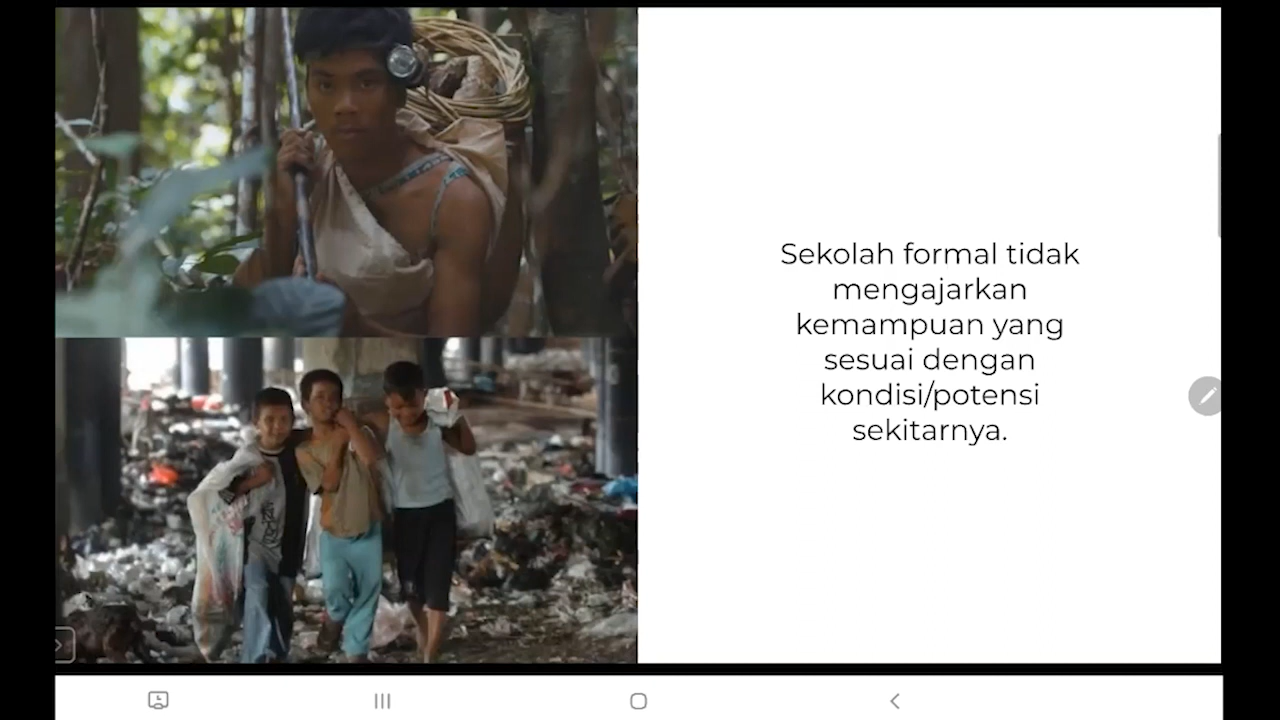 Sekolah formal tidak
mengajarkan
kemampuan yang
sesuai dengan
kondisi/potensi
sekitarnya.